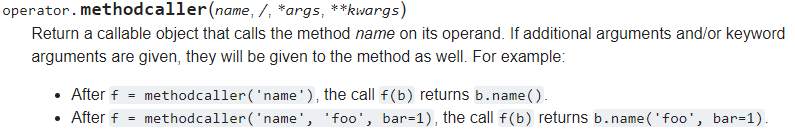 operator.methodcaller(name, /, *args, **kwargs)
Return a callable object that calls the method name on its operand. If additional arguments and/or keyword
arguments are given, they will be given to the method as well. For example:
• After f = methodcaller('name'), the call f(b) returns b.name().
• After f = methodcaller('name', 'foo', bar=1), the call f(b) returns b.name('foo', bar=1).